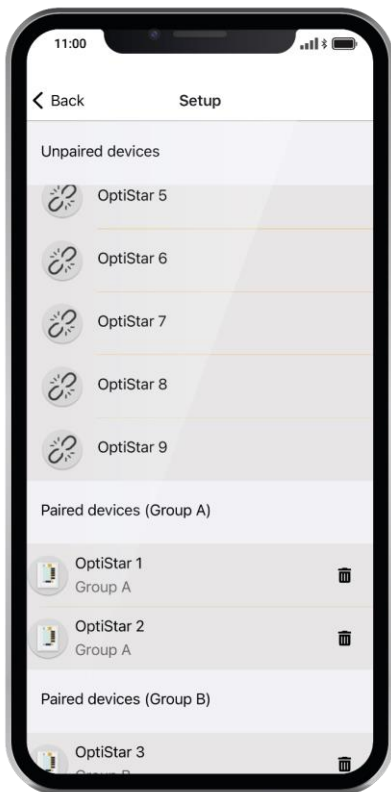 11:00
Back
Setup
Unpaired devices
OptiStar 5
OptiStar 6
OptiStar 7
OptiStar 8
OptiStar 9
Paired devices (Group A)
OptiStar 1
Group A
OptiStar 2
Group A
Paired devices (Group B)
OptiStar 3
Group B